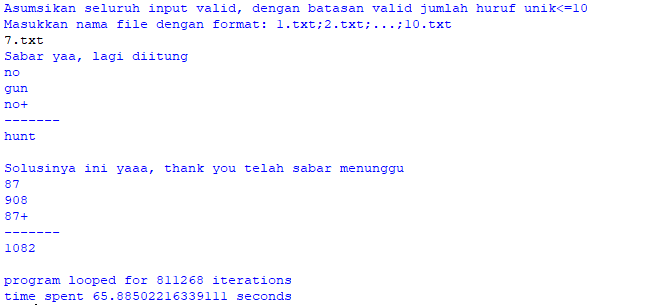 Asumsikan seluruh input valid, dengan batasan valid jumlah huruf unik<=10
Masukkan nama file dengan format: 1.txt;2.txt;...;10.txt
7.txt
Sabar yaa, lagi diitung
no
gun
no+
-------
hunt
Solusinya ini yaaa, thank you telah sabar menunggu
87
908
87+
-------
1082
program looped for 811268 iterations
time spent 65.88502216339111 seconds